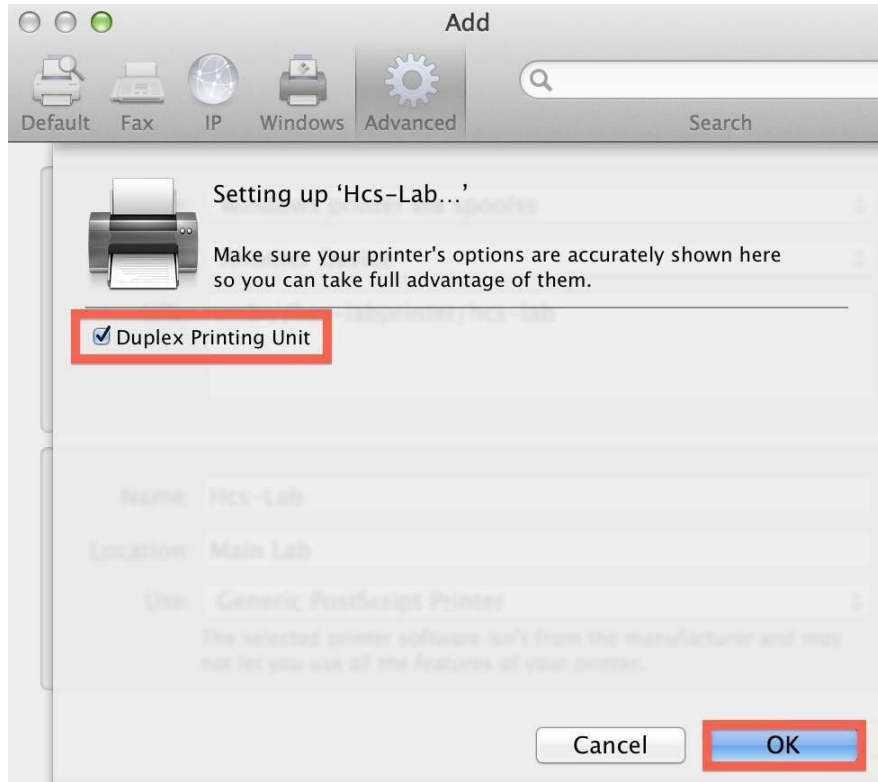 Add
Default Fax IP Windows Advanced Search
Setting up ‘Hcs-Lab...’
Make sure your printer's options are accurately shown here
so you can take full advantage of them.
Duplex Printing Unit
Name: Hcs-Lab
Location: Main Lab
Use: Generic PostScript Printer
The selected printer software isn't from the manufacturer and may
not let you use all the features of your printer.
Cancel OK